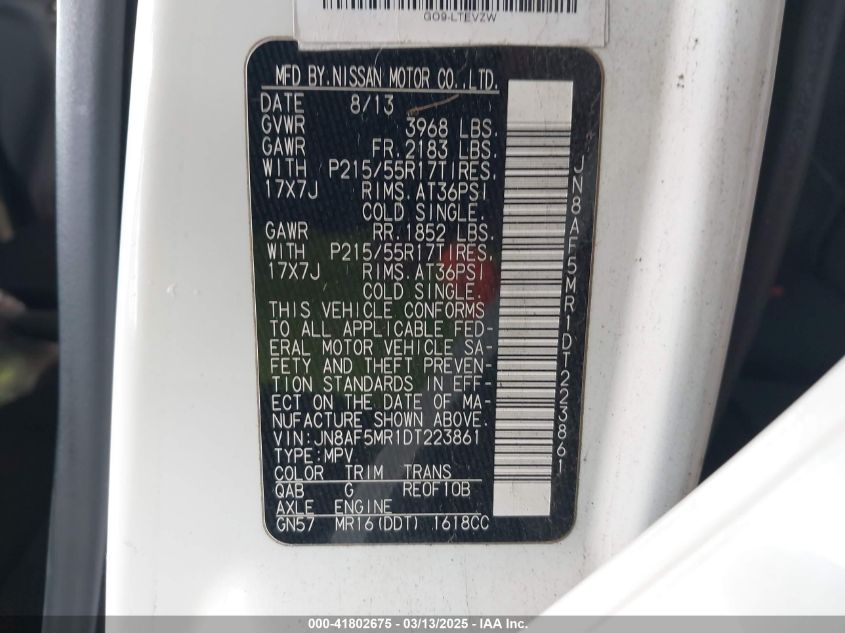 GO9-LTEVZW
MFD BY.NISSAN MOTOR CO.,LTD.
DATE 8/13
GVWR 3968 LBS.
GAWR FR.2183 LBS.
WITH P215/55R17TIRES.
17X7J RIMS.AT36PSI
COLD SINGLE.
GAWR RR.1852 LBS.
WITH P215/55R17TIRES.
17X7J RIMS.AT36PSI
COLD SINGLE.
THIS VEHICLE CONFORMS
TO ALL APPLICABLE FED-
ERAL MOTOR VEHICLE SA-
FETY AND THEFT PREVEN-
TION STANDARDS IN EFF-
ECT ON THE DATE OF MA-
NUFACTURE SHOWN ABOVE.
VIN:JN8AF5MR1DT223861
TYPE:MPV
COLOR TRIM TRANS
QAB G REOF10B
AXLE ENGINE
GN57 MR16(DDT) 1618CC
JN8AF5MR1DT223861
000-41802675 - 03/13/2025 - IAA Inc.